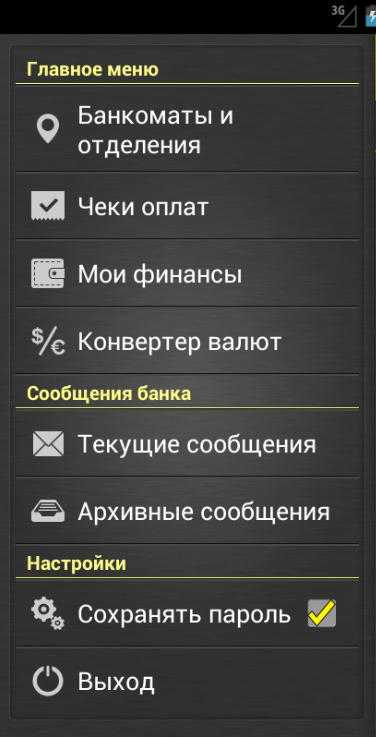 3G
Главное меню
Банкоматы и
отделения
Чеки оплат
Мои финансы
$/€ Конвертер валют
Сообщения банка
Текущие сообщения
Архивные сообщения
Настройки
Сохранять пароль
Выход